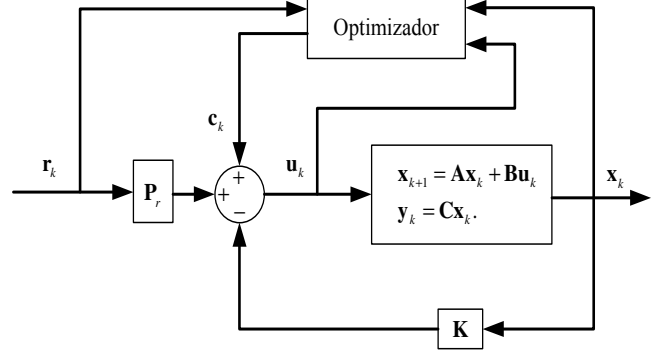 Optimizador
c_k
r_k
P_r
+
+
−
u_k
x_{k+1} = Ax_k + Bu_k
y_k = Cx_k.
x_k
K